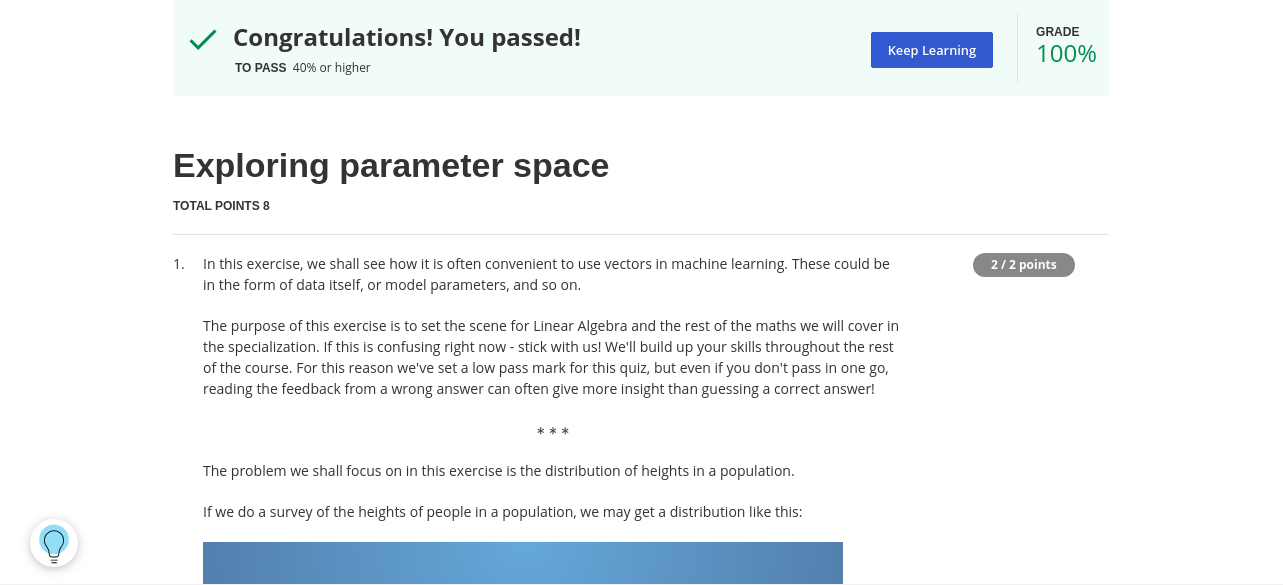 Congratulations! You passed!
TO PASS 40% or higher
Keep Learning
GRADE
100%
Exploring parameter space
TOTAL POINTS 8
1. In this exercise, we shall see how it is often convenient to use vectors in machine learning. These could be
in the form of data itself, or model parameters, and so on.
2 / 2 points
The purpose of this exercise is to set the scene for Linear Algebra and the rest of the maths we will cover in
the specialization. If this is confusing right now - stick with us! We'll build up your skills throughout the rest
of the course. For this reason we've set a low pass mark for this quiz, but even if you don't pass in one go,
reading the feedback from a wrong answer can often give more insight than guessing a correct answer!
* * *
The problem we shall focus on in this exercise is the distribution of heights in a population.
If we do a survey of the heights of people in a population, we may get a distribution like this: